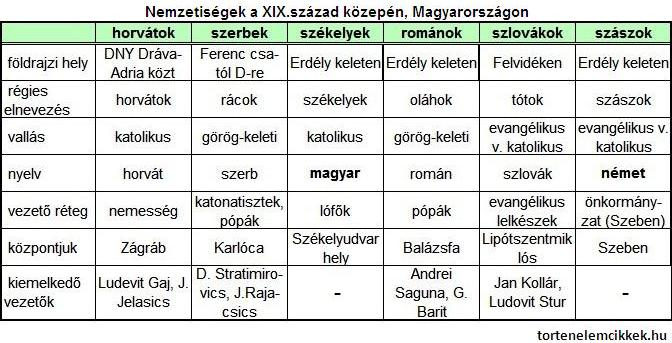 Nemzetiségek a XIX.század közepén, Magyarországon
horvátok szerbek székelyek románok szlovákok szászok
földrajzi hely DNY Dráva-Adria közt Ferenc csatól D-re Erdély keleten Erdély keleten Felvidéken Erdély keleten
régies elnevezés horvátok rácok székelyek oláhok tótok szászok
vallás katolikus görög-keleti katolikus görög-keleti evangélikus v. katolikus evangélikus v. katolikus
nyelv horvát szerb magyar román szlovák német
vezető réteg nemesség katonatisztek, pópák lófők pópák evangélikus lelkészek önkormányzat (Szeben)
központjuk Zágráb Karlóca Székelyudvarhely Balázsfa Lipótszentmiklós Szeben
kiemelkedő vezetők Ludevit Gaj, J. Jelasics D. Stratimirovics, J.Rajacsics - Andrei Saguna, G. Barit Jan Kollár, Ludovit Stur -
tortenelemcikkek.hu